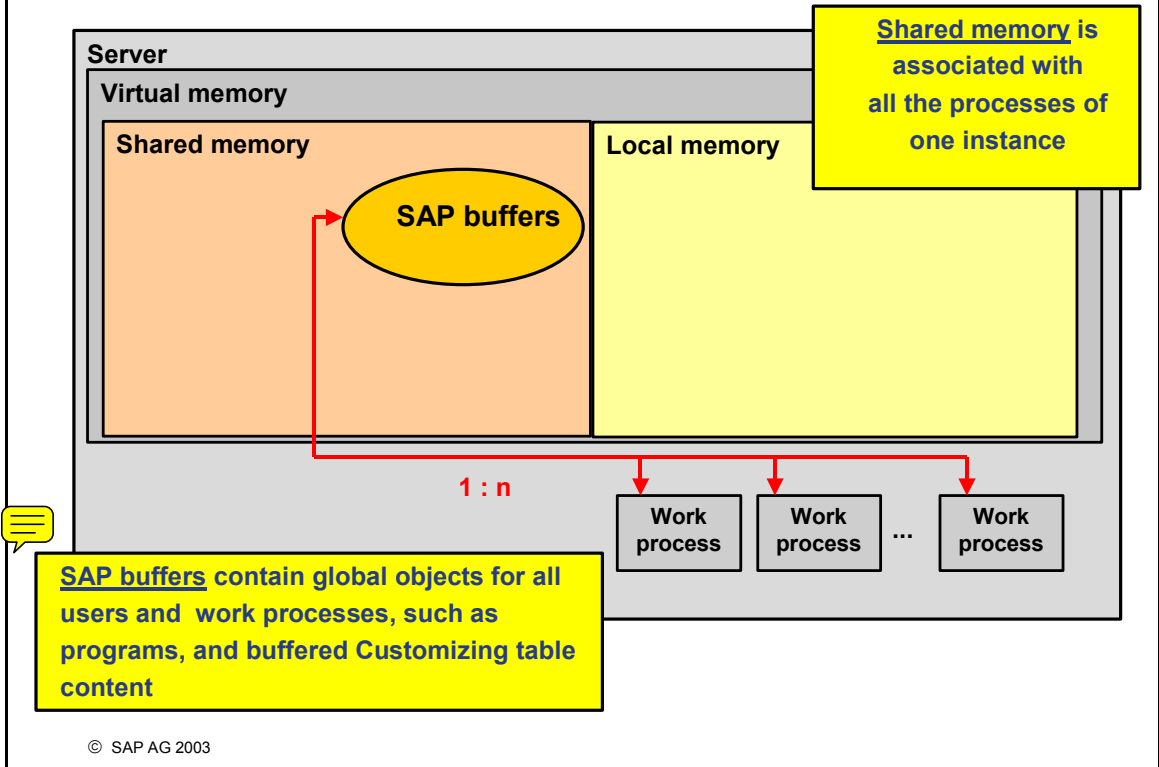 Shared memory is
associated with
all the processes of
one instance
Server
Virtual memory
Shared memory
Local memory
SAP buffers
1 : n
Work
process
Work
process
...
Work
process
SAP buffers contain global objects for all
users and work processes, such as
programs, and buffered Customizing table
content
© SAP AG 2003